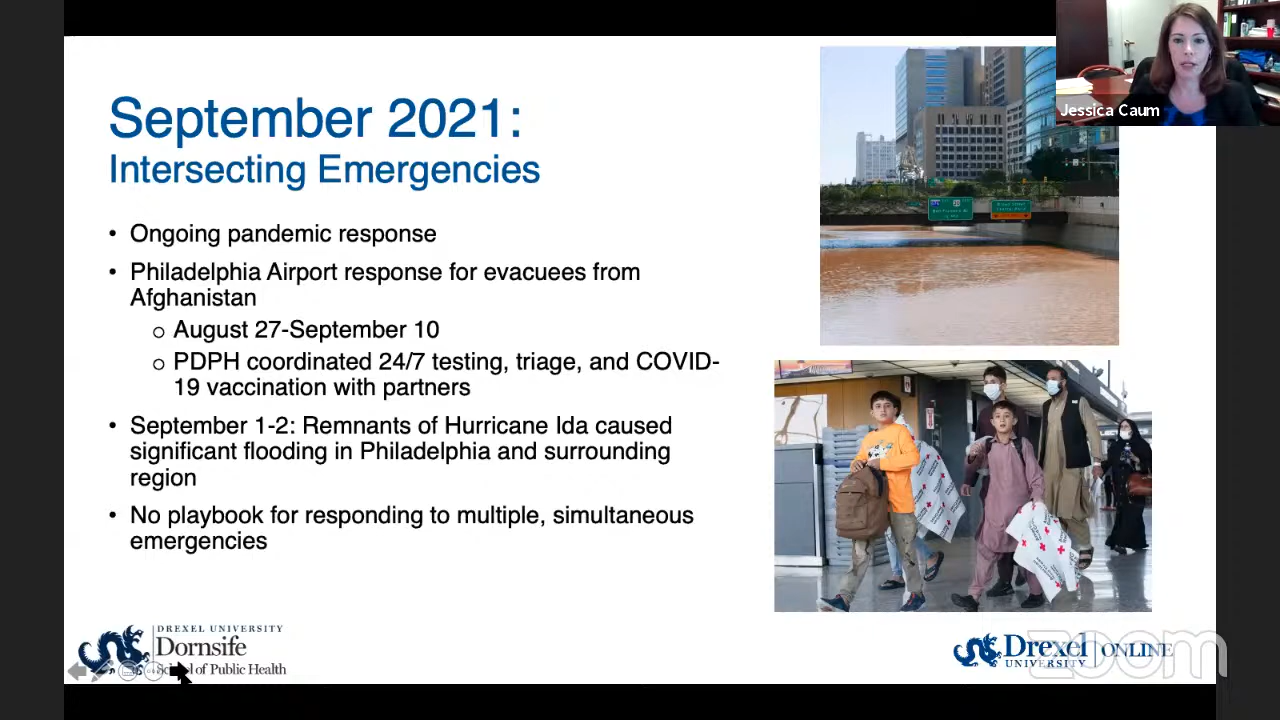 Jessica Caum
September 2021:
Intersecting Emergencies
• Ongoing pandemic response
• Philadelphia Airport response for evacuees from
Afghanistan
o August 27-September 10
o PDPH coordinated 24/7 testing, triage, and COVID-
19 vaccination with partners
• September 1-2: Remnants of Hurricane Ida caused
significant flooding in Philadelphia and surrounding
region
• No playbook for responding to multiple, simultaneous
emergencies
DREXEL UNIVERSITY
Dornsife
of Public Health
Drexel
UNIVERSITY
ONLINE
zoom